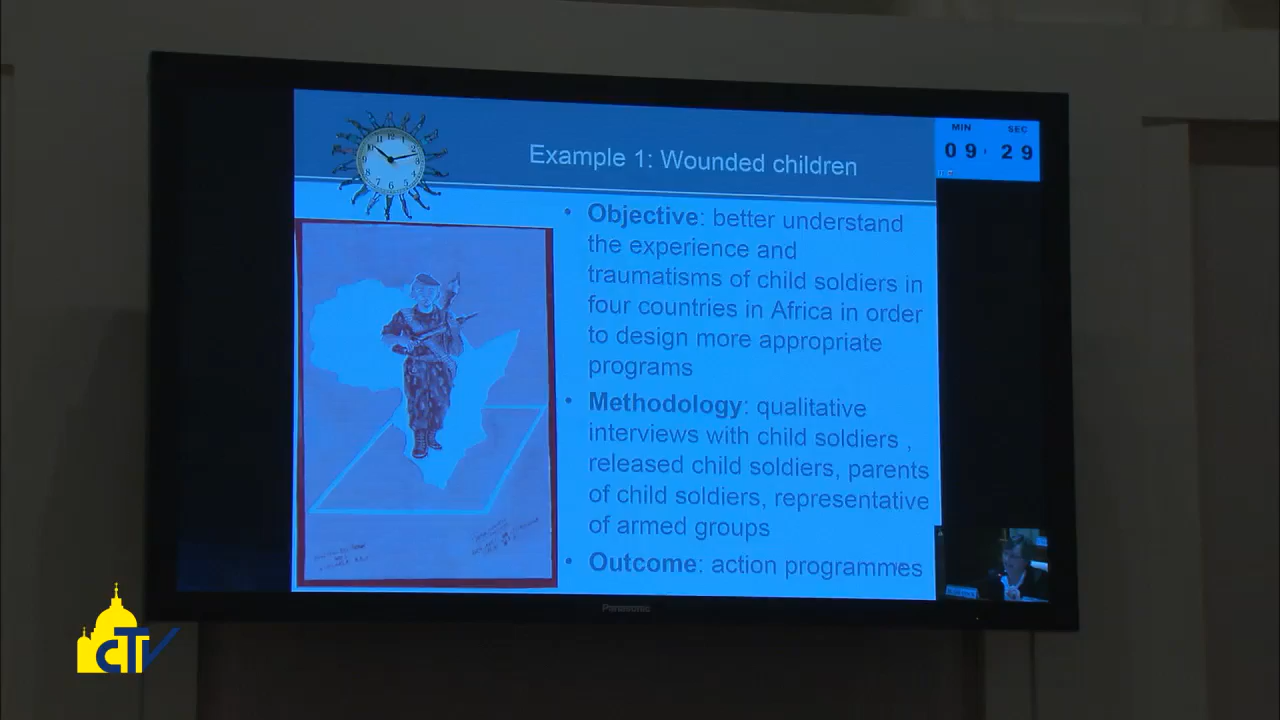 Example 1: Wounded children
MIN SEC
09 29
• Objective: better understand
the experience and
traumatisms of child soldiers in
four countries in Africa in order
to design more appropriate
programs
• Methodology: qualitative
interviews with child soldiers ,
released child soldiers, parents
of child soldiers, representative
of armed groups
• Outcome: action programmes
Panasonic
CTV